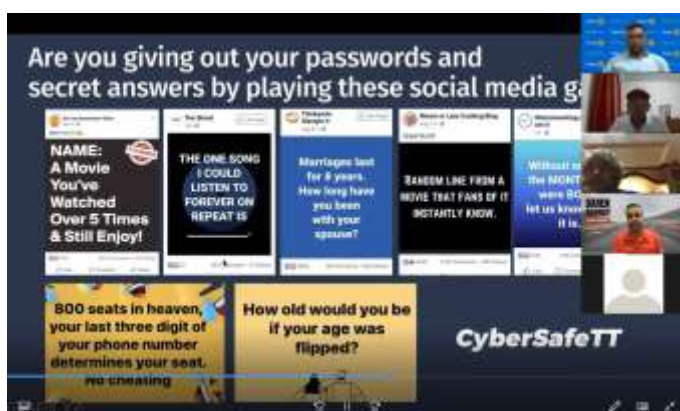 Are you giving out your passwords and
secret answers by playing these social media ga
NAME:
A Movie
You've
Watched
Over 5 Times
& Still Enjoy!
THE ONE SONG
I COULD
LISTEN TO
FOREVER ON
REPEAT IS
Marriages last
for 8 years.
How long have
you been
with your
spouse?
RANDOM LINE FROM A
MOVIE THAT FANS OF IT
INSTANTLY KNOW.
Without
the MONT
were BO
let us know
it is.
800 seats in heaven,
your last three digit of
your phone number
determines your seat.
No cheating
How old would you be
if your age was
flipped?
CyberSafeTT